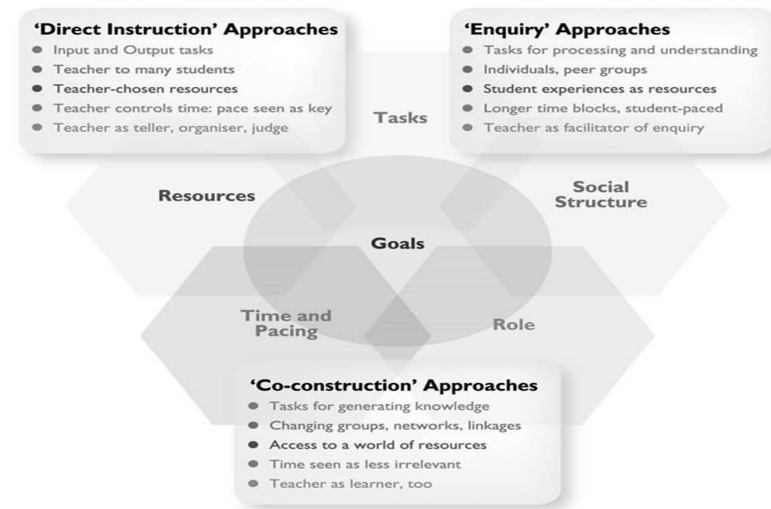 ‘Direct Instruction’ Approaches
● Input and Output tasks
● Teacher to many students
● Teacher-chosen resources
● Teacher controls time: pace seen as key
● Teacher as teller, organiser, judge
‘Enquiry’ Approaches
● Tasks for processing and understanding
● Individuals, peer groups
● Student experiences as resources
● Longer time blocks, student-paced
● Teacher as facilitator of enquiry
Tasks
Resources
Social
Structure
Goals
Time and
Pacing
Role
‘Co-construction’ Approaches
● Tasks for generating knowledge
● Changing groups, networks, linkages
● Access to a world of resources
● Time seen as less irrelevant
● Teacher as learner, too